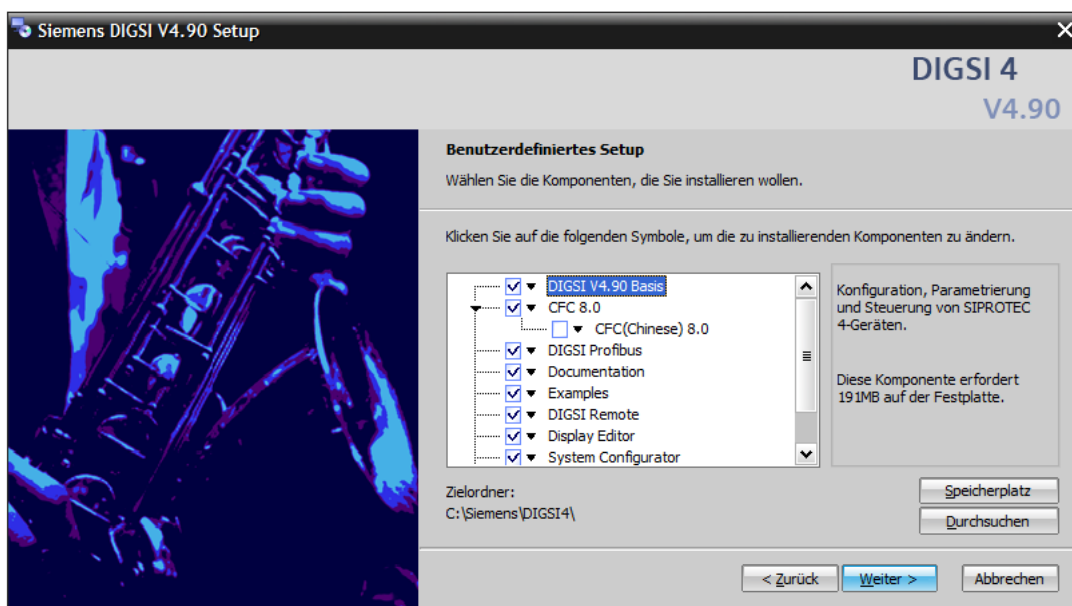 Siemens DIGSI V4.90 Setup
DIGSI 4
V4.90
Benutzerdefiniertes Setup
Wählen Sie die Komponenten, die Sie installieren wollen.
Klicken Sie auf die folgenden Symbole, um die zu installierenden Komponenten zu ändern.
DIGSI V4.90 Basis
CFC 8.0
CFC(Chinese) 8.0
DIGSI Profibus
Documentation
Examples
DIGSI Remote
Display Editor
System Configurator
Konfiguration, Parametrierung
und Steuerung von SIPROTEC
4-Geräten.
Diese Komponente erfordert
191MB auf der Festplatte.
Zielordner:
C:\Siemens\DIGSI4\
Speicherplatz
Durchsuchen
< Zurück
Weiter >
Abbrechen